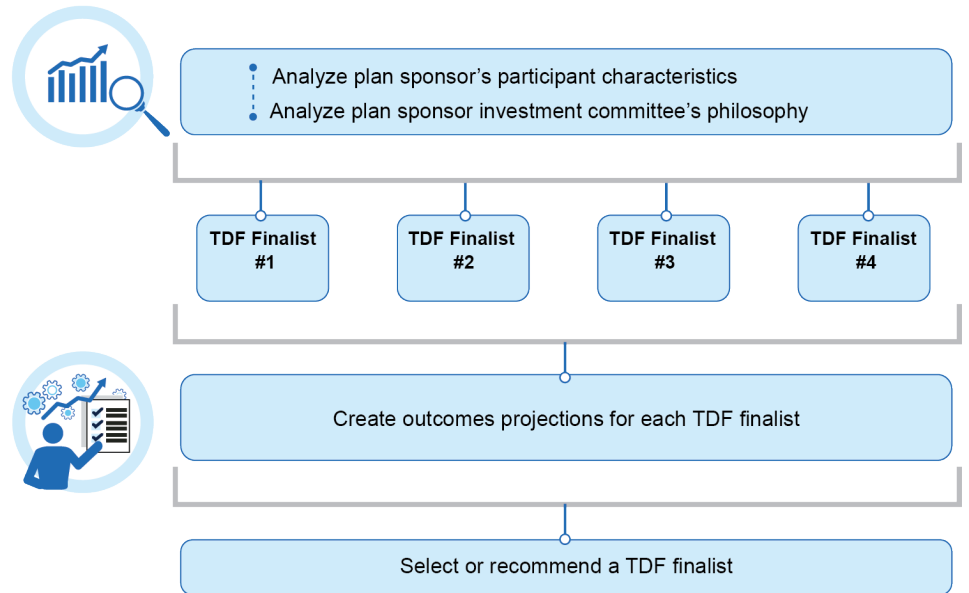 Analyze plan sponsor’s participant characteristics
Analyze plan sponsor investment committee’s philosophy
TDF Finalist
#1
TDF Finalist
#2
TDF Finalist
#3
TDF Finalist
#4
Create outcomes projections for each TDF finalist
Select or recommend a TDF finalist